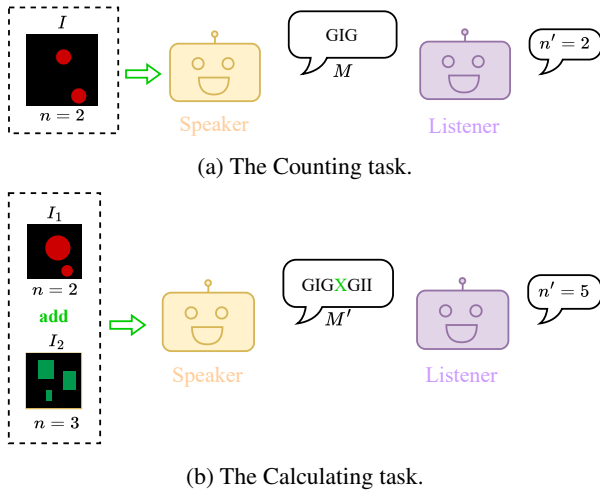 I
n = 2
GIG
M
n′ = 2
Speaker
Listener
(a) The Counting task.
I₁
n = 2
add
I₂
n = 3
GIGXGII
M′
n′ = 5
Speaker
Listener
(b) The Calculating task.